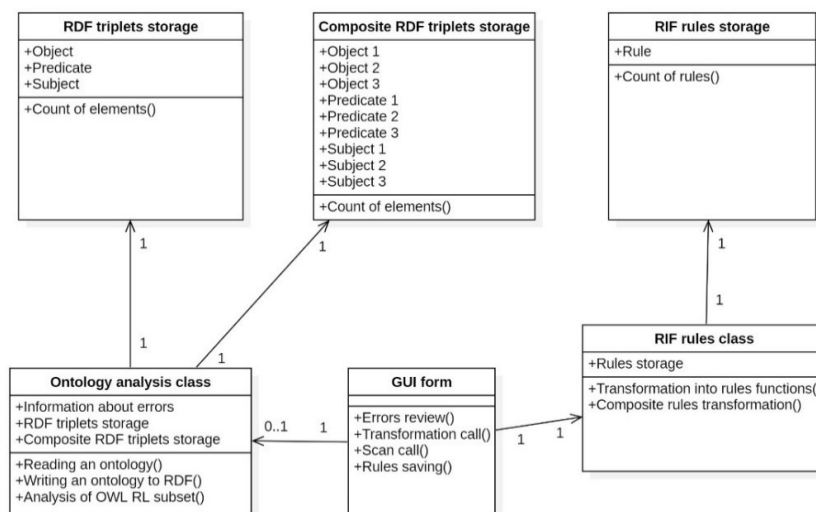 RDF triplets storage
+Object
+Predicate
+Subject
+Count of elements()
Composite RDF triplets storage
+Object 1
+Object 2
+Object 3
+Predicate 1
+Predicate 2
+Predicate 3
+Subject 1
+Subject 2
+Subject 3
+Count of elements()
RIF rules storage
+Rule
+Count of rules()
1
1
1
1
1
1
Ontology analysis class
+Information about errors
+RDF triplets storage
+Composite RDF triplets storage
+Reading an ontology()
+Writing an ontology to RDF()
+Analysis of OWL RL subset()
0..1
1
GUI form
+Errors review()
+Transformation call()
+Scan call()
+Rules saving()
1
1
RIF rules class
+Rules storage
+Transformation into rules functions()
+Composite rules transformation()